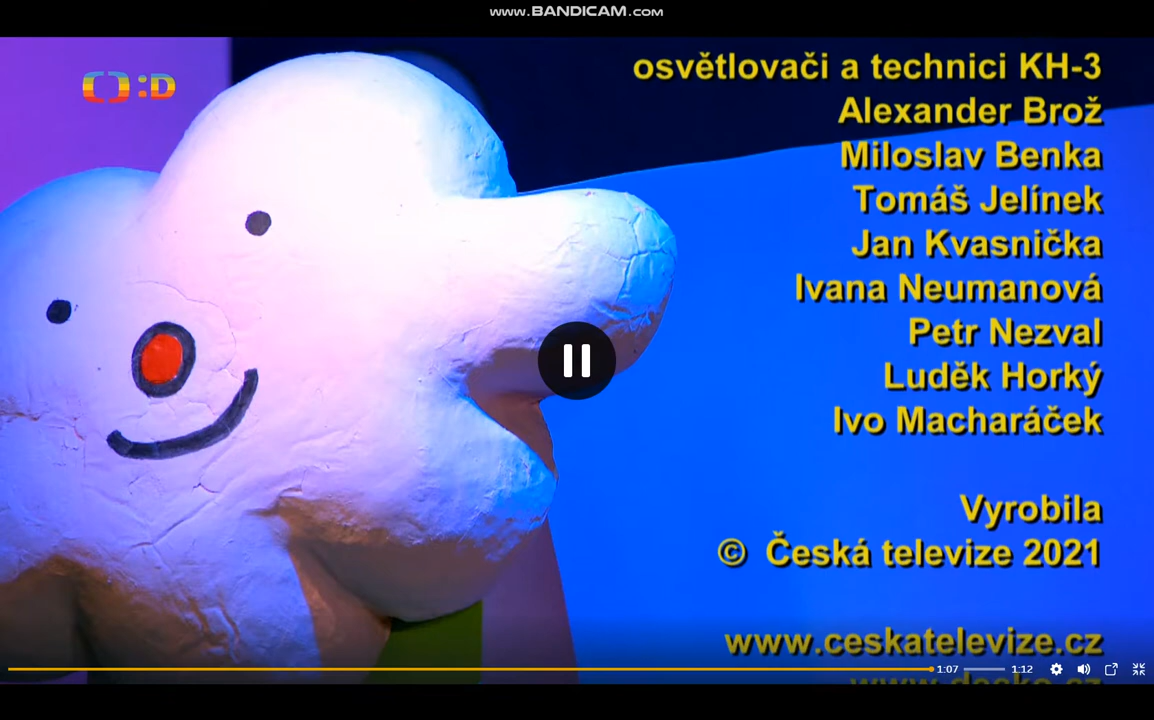 www.BANDICAM.com
:D
osvětlovači a technici KH-3
Alexander Brož
Miloslav Benka
Tomáš Jelínek
Jan Kvasnička
Ivana Neumanová
Petr Nezval
Luděk Horký
Ivo Macharáček
Vyrobila
© Česká televize 2021
www.ceskatelevize.cz
1:07 1:12